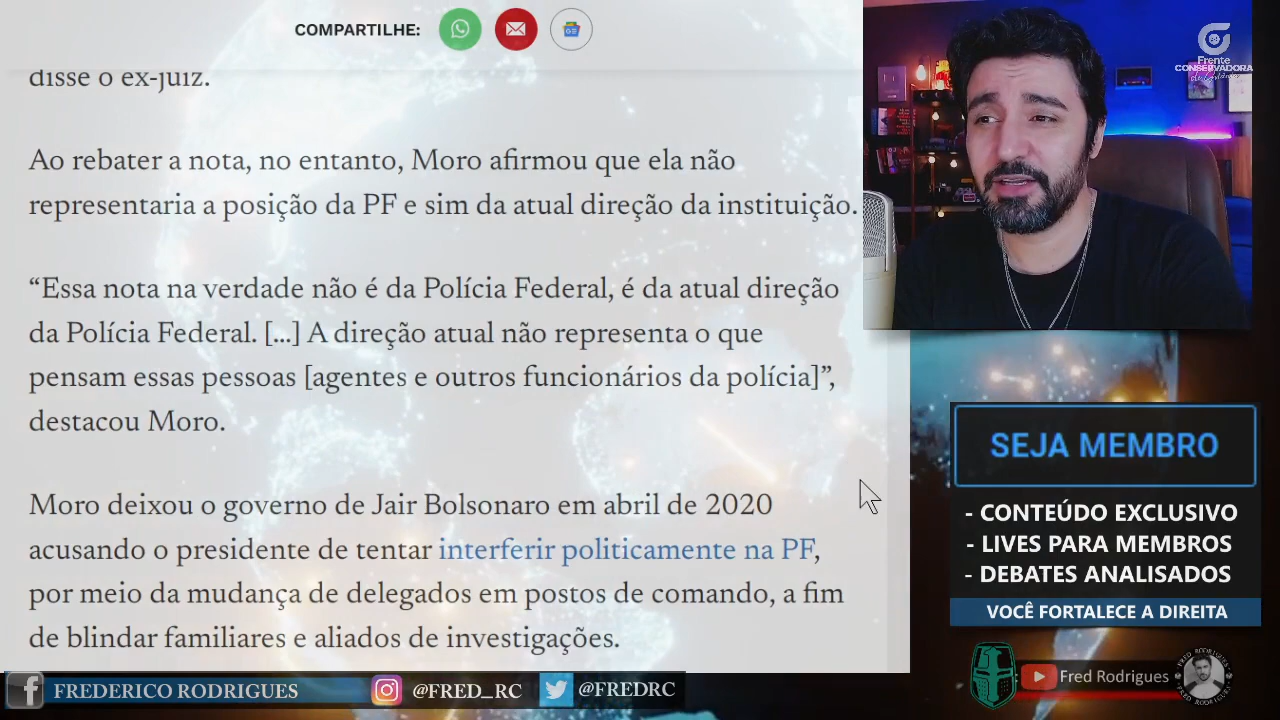 COMPARTILHE:
GE
disse o ex-juiz.
Ao rebater a nota, no entanto, Moro afirmou que ela não
representaria a posição da PF e sim da atual direção da instituição.
“Essa nota na verdade não é da Polícia Federal, é da atual direção
da Polícia Federal. [...] A direção atual não representa o que
pensam essas pessoas [agentes e outros funcionários da polícia]”,
destacou Moro.
Moro deixou o governo de Jair Bolsonaro em abril de 2020
acusando o presidente de tentar interferir politicamente na PF,
por meio da mudança de delegados em postos de comando, a fim
de blindar familiares e aliados de investigações.
Frente
CONSERVADORA
SEJA MEMBRO
- CONTEÚDO EXCLUSIVO
- LIVES PARA MEMBROS
- DEBATES ANALISADOS
VOCÊ FORTALECE A DIREITA
FREDERICO RODRIGUES
@FRED_RC
@FREDRC
Fred Rodrigues
FRED RODRIGUES